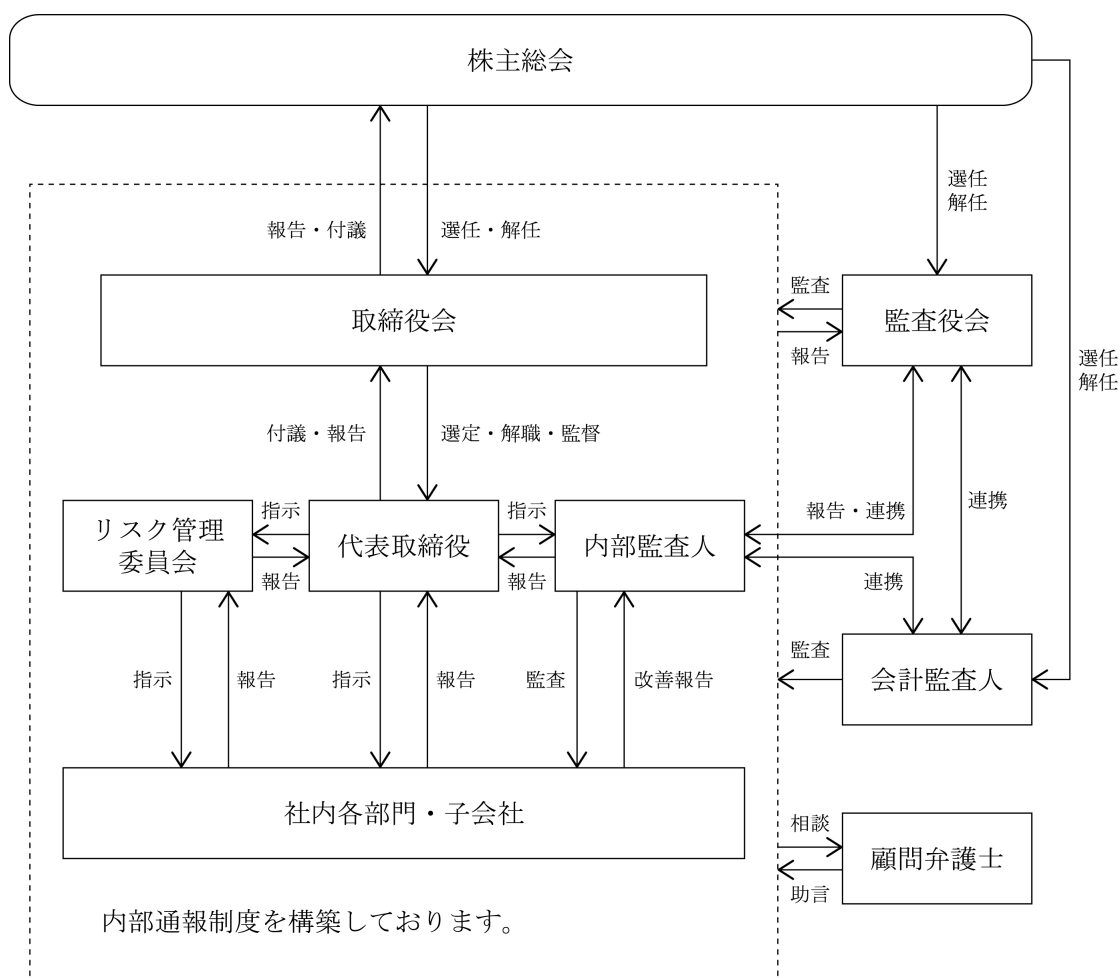 株主総会
報告・付議
選任・解任
選任
解任
取締役会
監査
報告
監査役会
選任
解任
付議・報告
選定・解職・監督
リスク管理
委員会
指示
報告
代表取締役
指示
報告
内部監査人
報告・連携
連携
連携
指示
報告
指示
報告
監査
改善報告
監査
会計監査人
社内各部門・子会社
相談
助言
顧問弁護士
内部通報制度を構築しております。